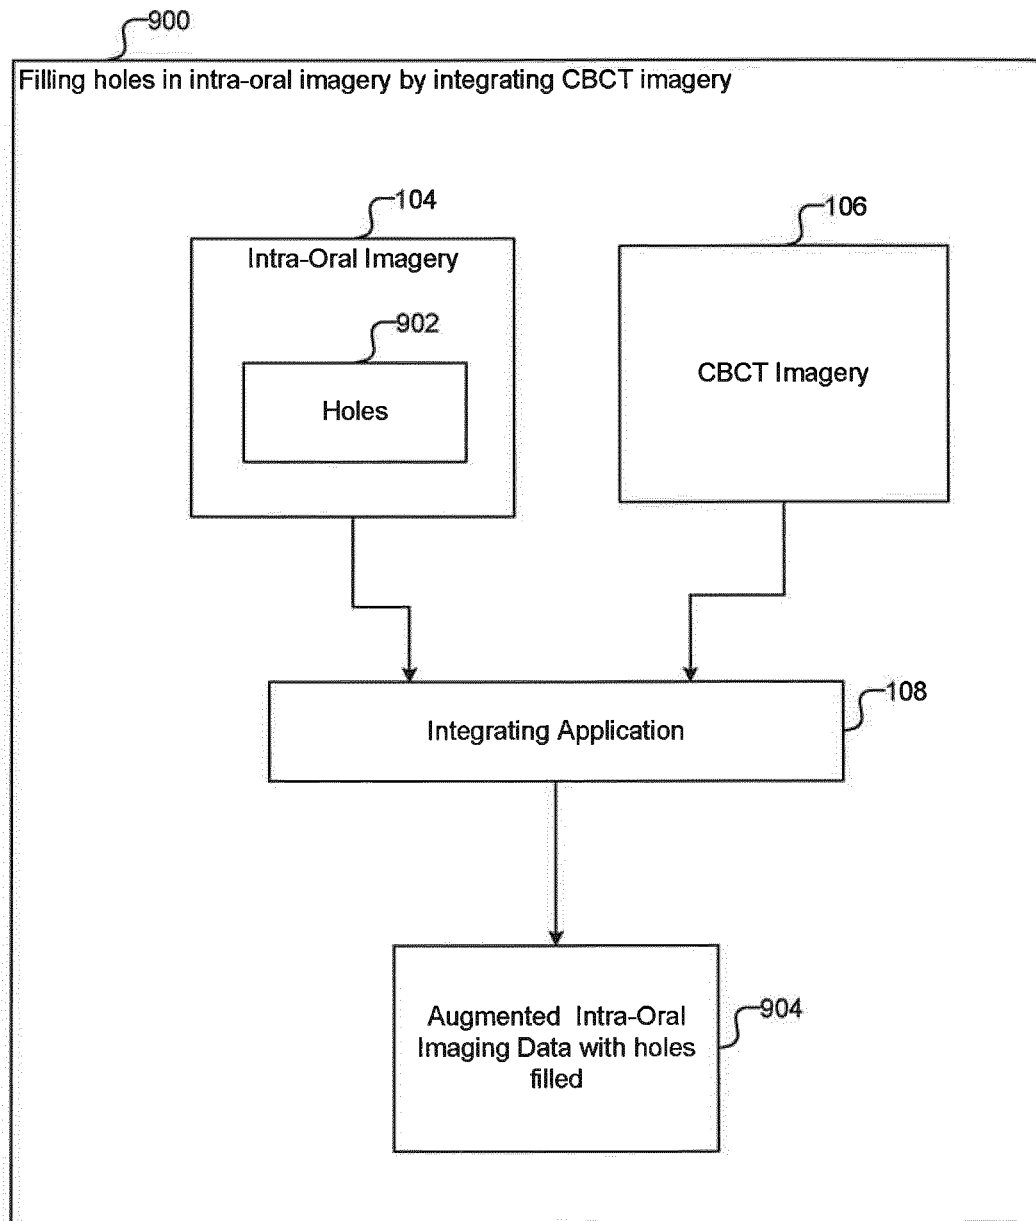 900
Filling holes in intra-oral imagery by integrating CBCT imagery
104
Intra-Oral Imagery
902
Holes
106
CBCT Imagery
108
Integrating Application
904
Augmented Intra-Oral
Imaging Data with holes
filled